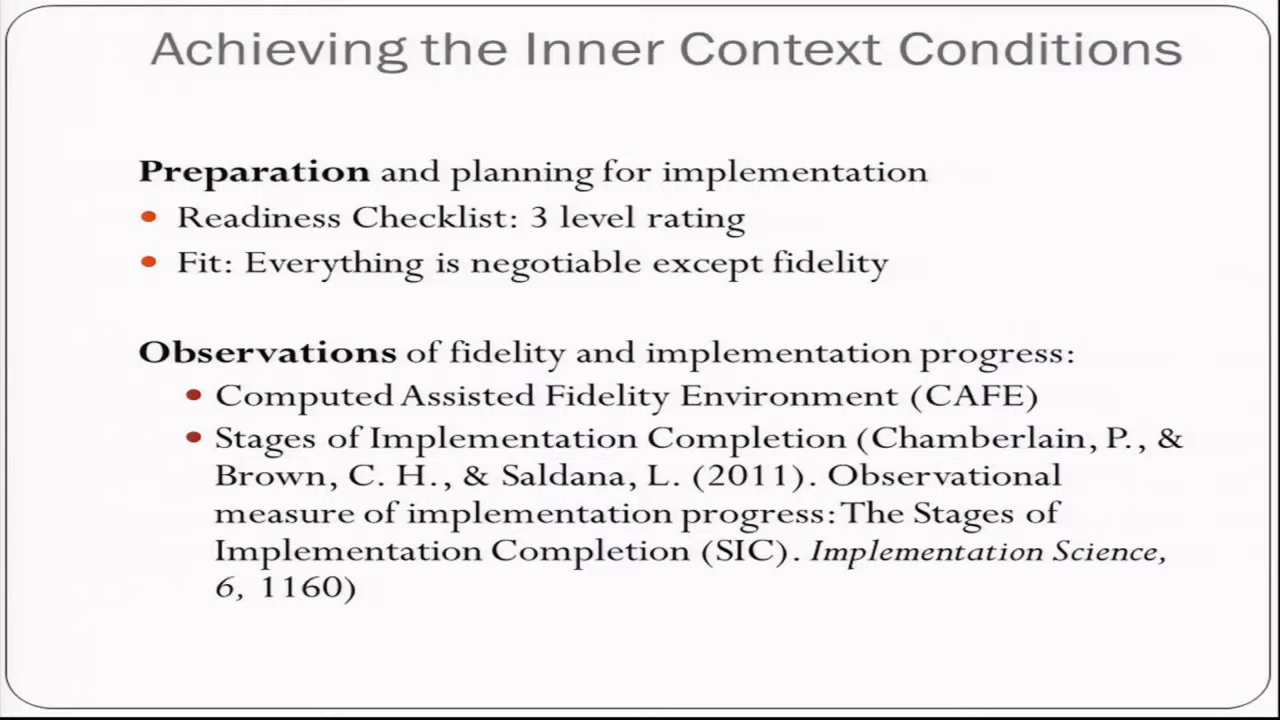 Achieving the Inner Context Conditions
Preparation and planning for implementation
• Readiness Checklist: 3 level rating
• Fit: Everything is negotiable except fidelity
Observations of fidelity and implementation progress:
• Computed Assisted Fidelity Environment (CAFE)
• Stages of Implementation Completion (Chamberlain, P., &
Brown, C. H., & Saldana, L. (2011). Observational
measure of implementation progress: The Stages of
Implementation Completion (SIC). Implementation Science,
6, 1160)